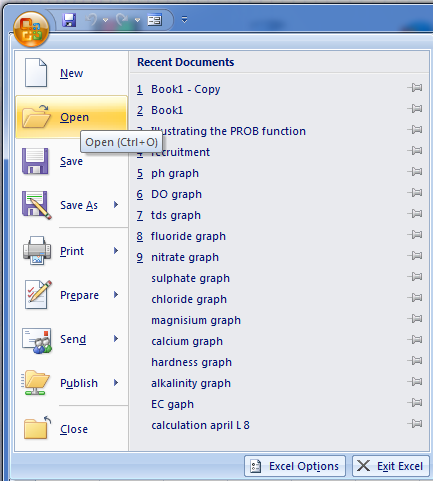 New
Open
Open (Ctrl+O)
Save
Save As
Print
Prepare
Send
Publish
Close
Recent Documents
1 Book1 - Copy
2 Book1
3 Illustrating the PROB function
4 recruitment
5 ph graph
6 DO graph
7 tds graph
8 fluoride graph
9 nitrate graph
sulphate graph
chloride graph
magnisium graph
calcium graph
hardness graph
alkalinity graph
EC gaph
calculation april L 8
Excel Options
Exit Excel